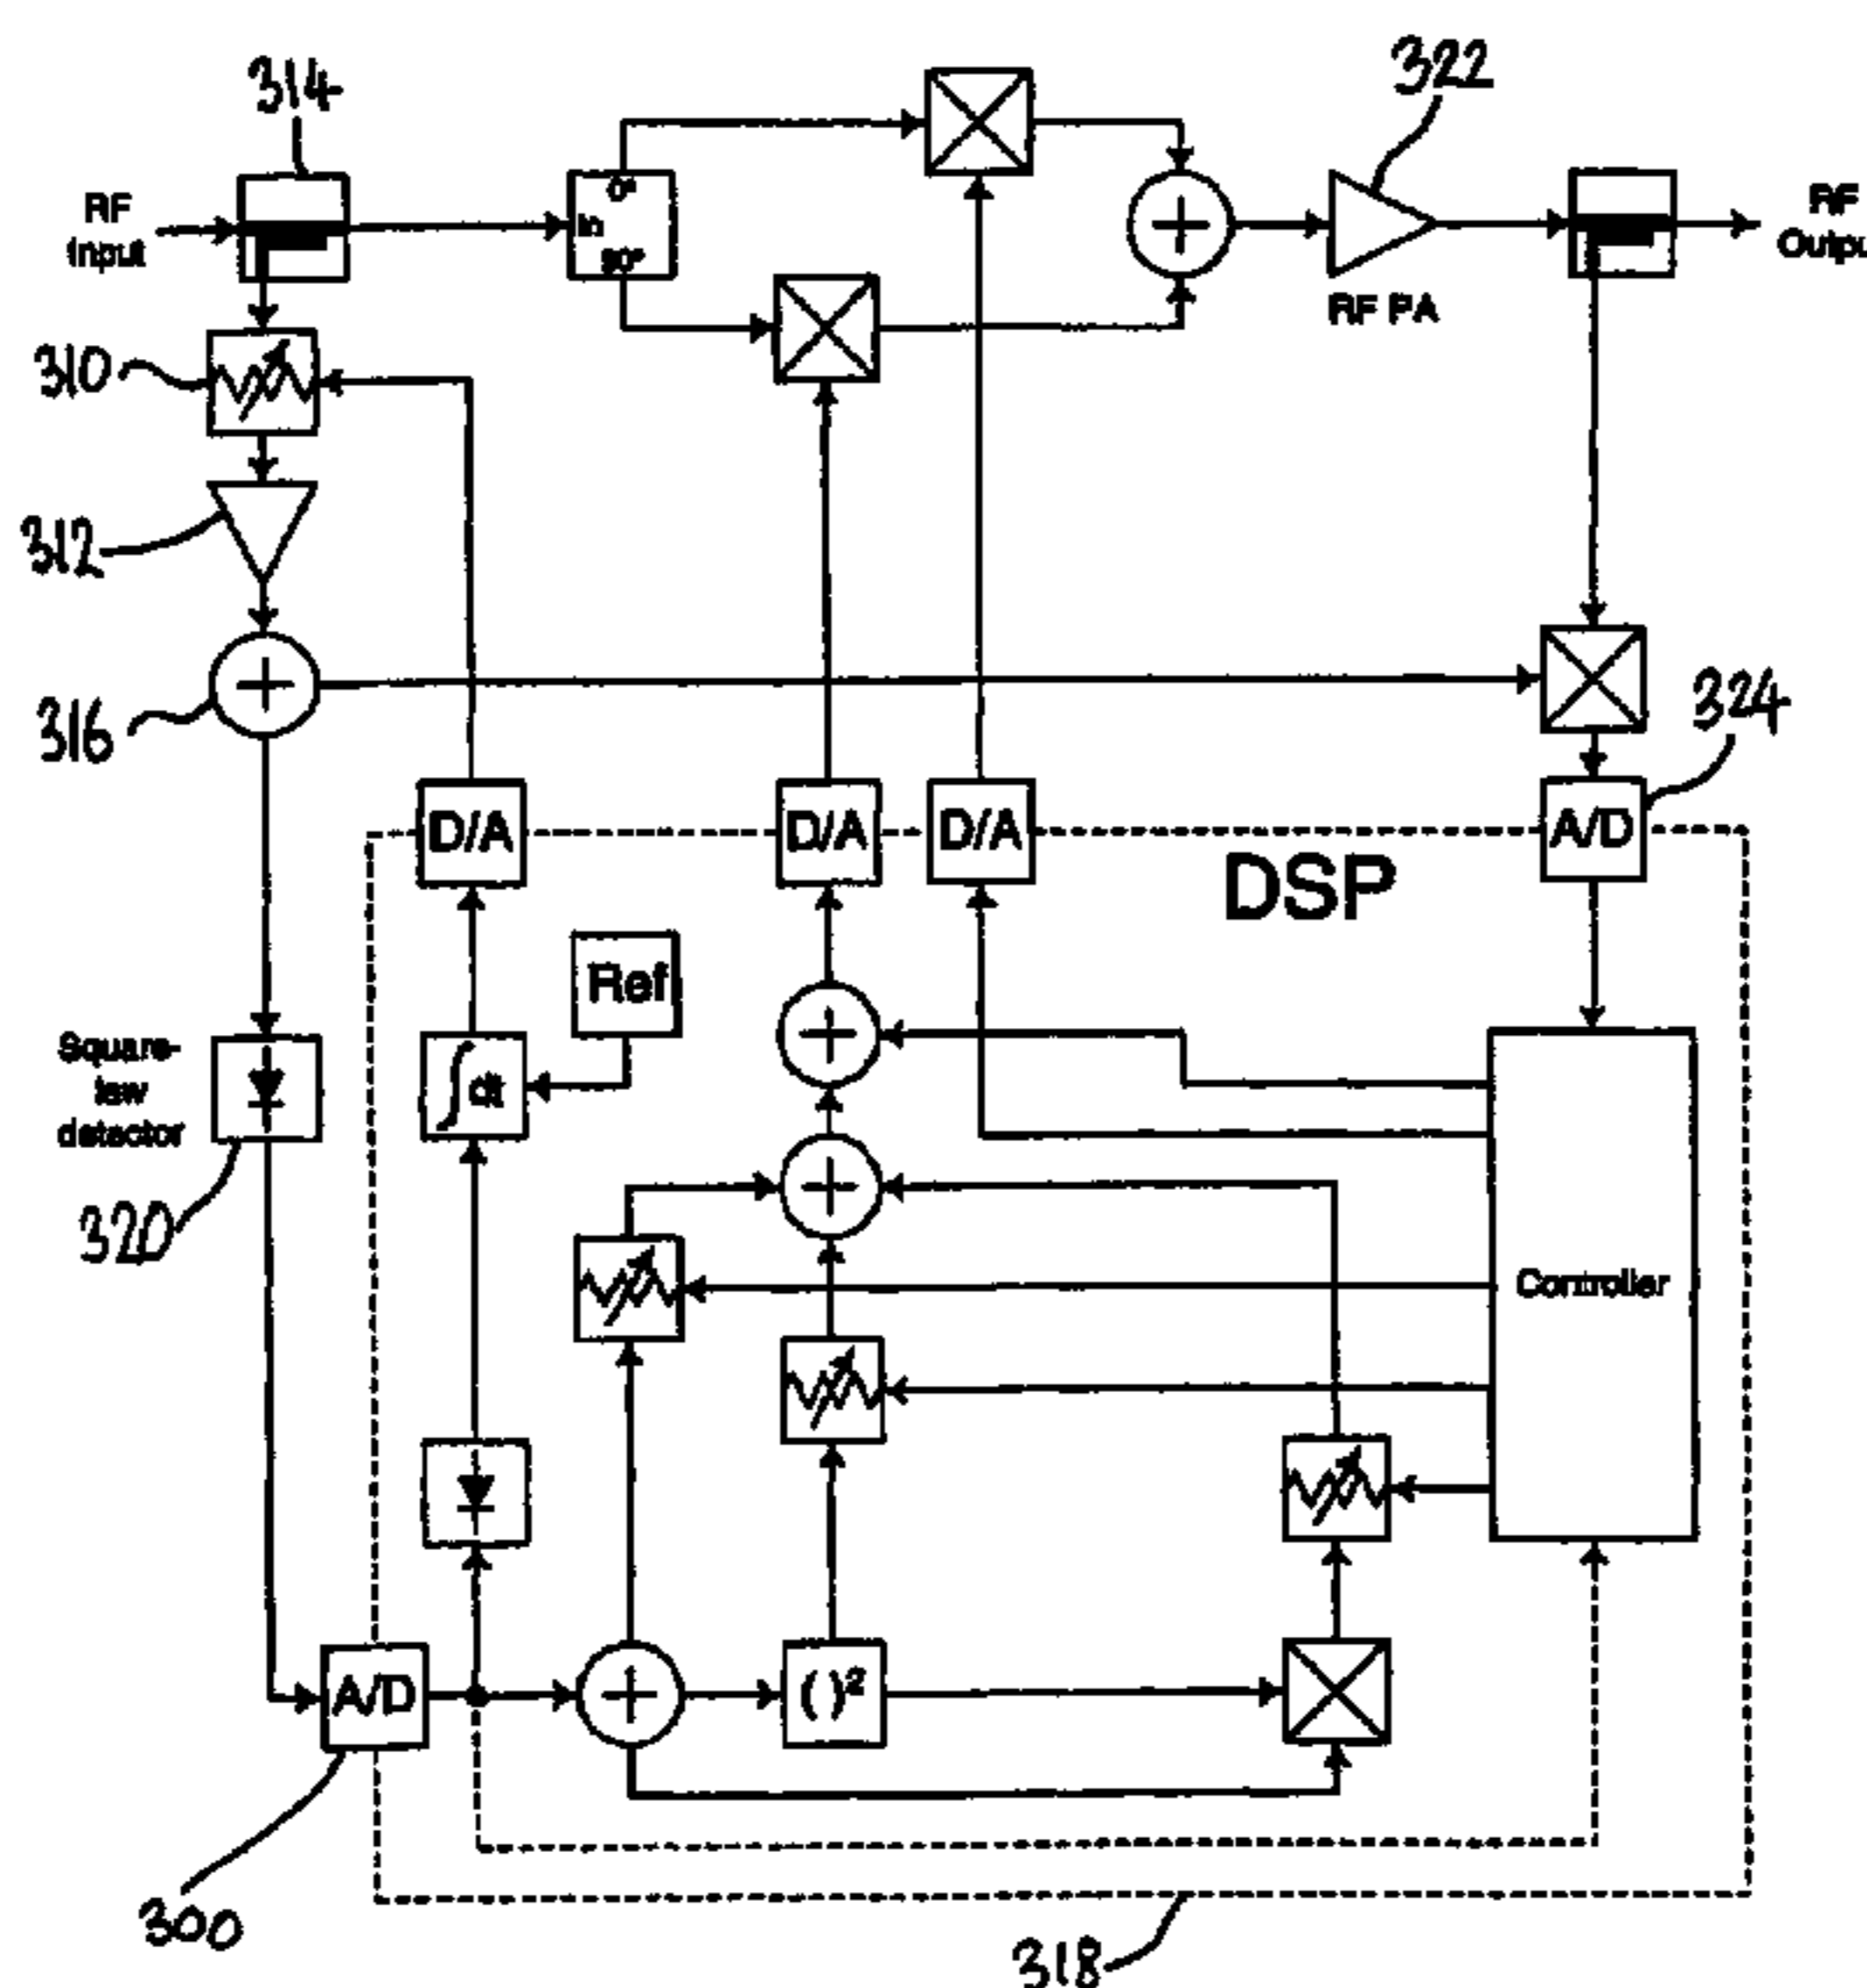 314
322
RF
Input
0°
In
90°
RF
Outpu
RF PA
310
312
316
324
D/A
D/A
D/A
A/D
DSP
Ref
Square-
law
detector
∫dt
320
Controller
A/D
( )²
300
318